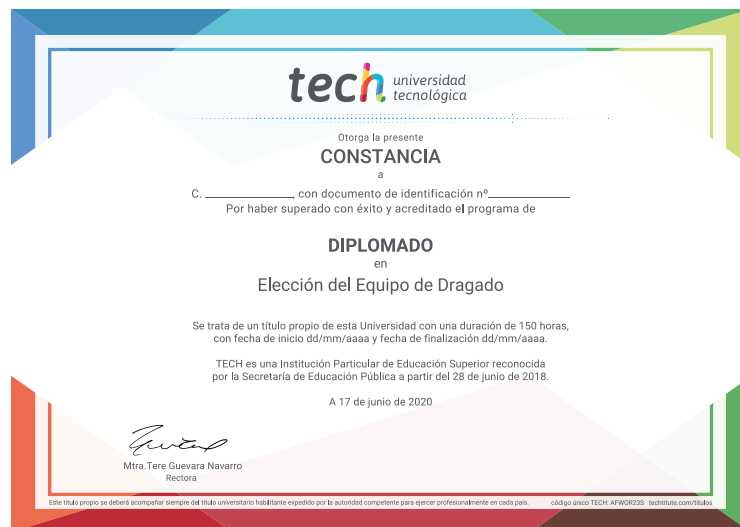 tech universidad
tecnológica
Otorga la presente
CONSTANCIA
a
C. ______________, con documento de identificación nº______________
Por haber superado con éxito y acreditado el programa de
DIPLOMADO
en
Elección del Equipo de Dragado
Se trata de un título propio de esta Universidad con una duración de 150 horas,
con fecha de inicio dd/mm/aaaa y fecha de finalización dd/mm/aaaa.
TECH es una Institución Particular de Educación Superior reconocida
por la Secretaría de Educación Pública a partir del 28 de junio de 2018.
A 17 de junio de 2020
Mtra.Tere Guevara Navarro
Rectora
Este título propio se deberá acompañar siempre del título universitario habilitante expedido por la autoridad competente para ejercer profesionalmente en cada país. código único TECH: AFWOR23S techtitute.com/titulos